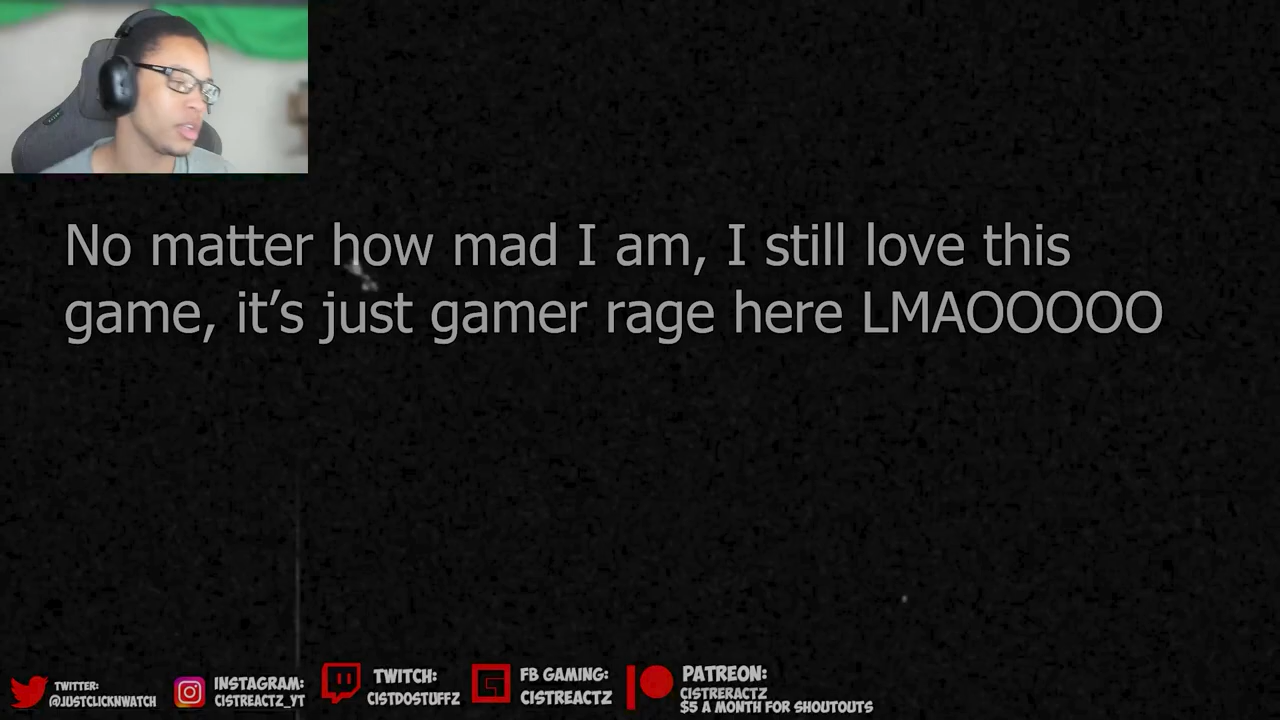 No matter how mad I am, I still love this
game, it’s just gamer rage here LMAOOOOO
TWITTER:
@JUSTCLICKNWATCH
INSTAGRAM:
CISTREACTZ_YT
TWITCH:
CISTDOSTUFFZ
FB GAMING:
CISTREACTZ
PATREON:
CISTRERACTZ
$5 A MONTH FOR SHOUTOUTS